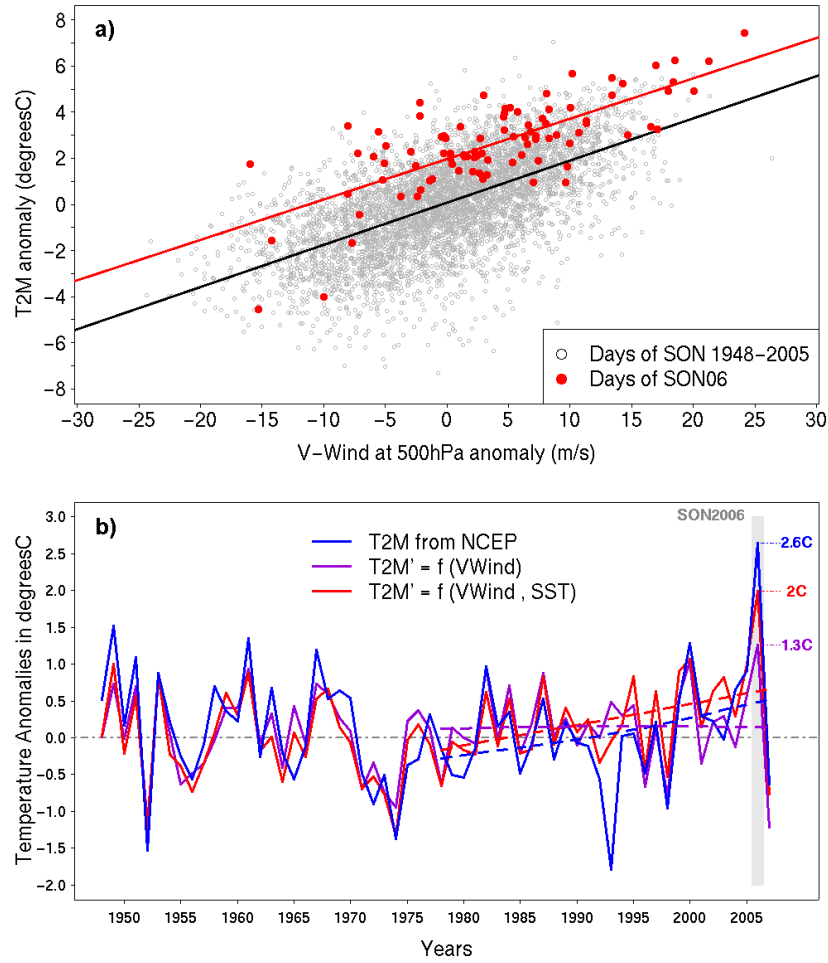 a)
8
6
4
2
0
−2
−4
−6
−8
T2M anomaly (degreesC)
Days of SON 1948−2005
Days of SON06
−30 −25 −20 −15 −10 −5 0 5 10 15 20 25 30
V−Wind at 500hPa anomaly (m/s)
b)
SON2006
3.0
2.5
2.0
1.5
1.0
0.5
0.0
−0.5
−1.0
−1.5
−2.0
Temperature Anomalies in degreesC
T2M from NCEP
T2M' = f (VWind)
T2M' = f (VWind , SST)
2.6C
2C
1.3C
1950 1955 1960 1965 1970 1975 1980 1985 1990 1995 2000 2005
Years